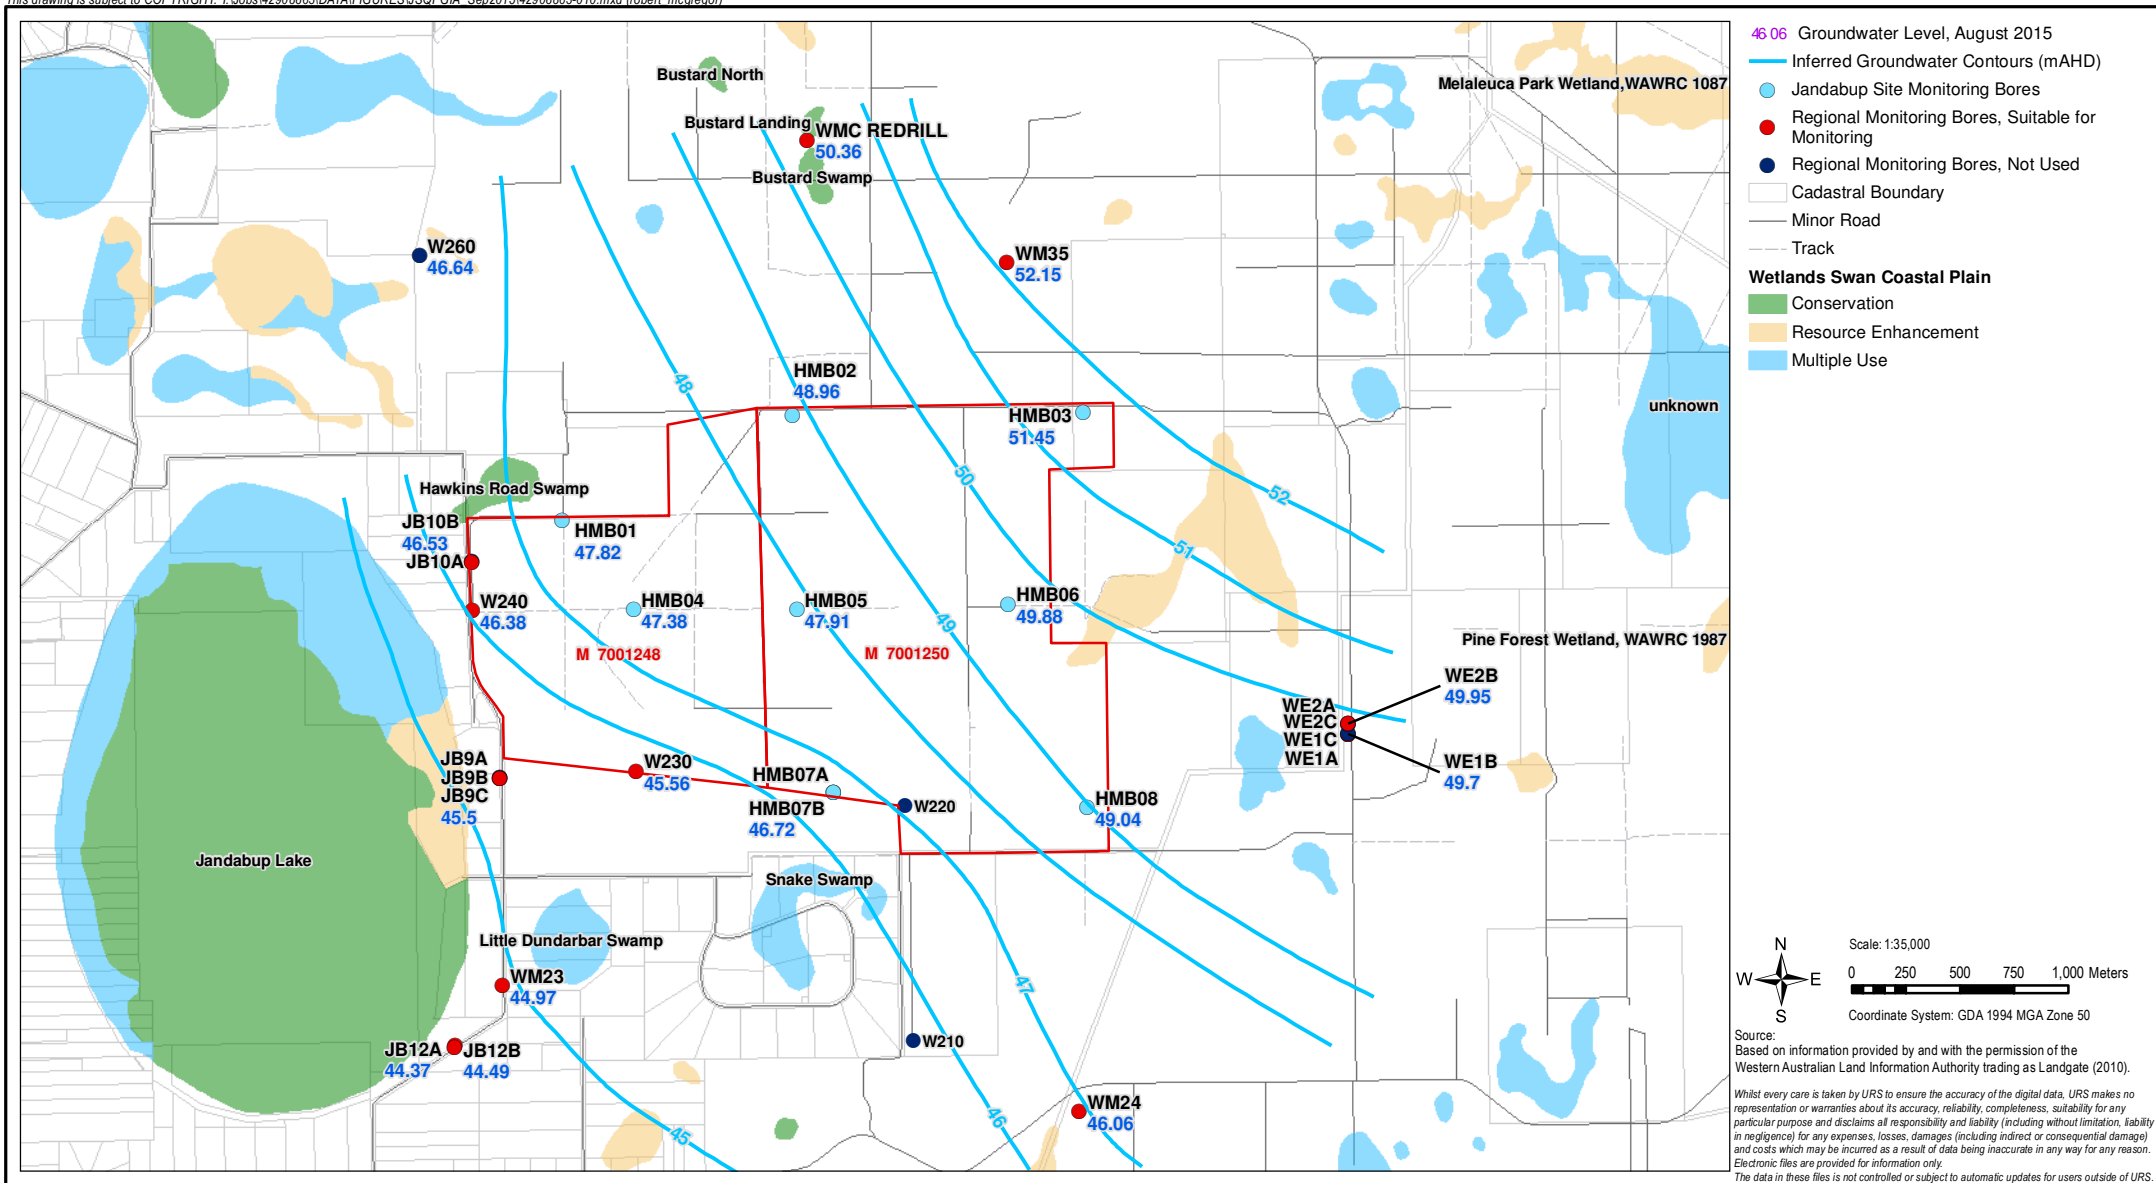 This drawing is subject to COPYRIGHT.
Bustard North
Bustard Landing
WMC REDRILL
50.36
Bustard Swamp
Melaleuca Park Wetland,WAWRC 1087
W260
46.64
WM35
52.15
48
HMB02
48.96
HMB03
51.45
unknown
50
52
Hawkins Road Swamp
JB10B
46.53
JB10A
HMB01
47.82
51
W240
46.38
HMB04
47.38
HMB05
47.91
HMB06
49.88
49
M 7001248
M 7001250
Pine Forest Wetland, WAWRC 1987
WE2B
49.95
WE2A
WE2C
WE1C
WE1A
WE1B
49.7
JB9A
JB9B
JB9C
45.5
W230
45.56
HMB07A
HMB07B
46.72
W220
HMB08
49.04
Jandabup Lake
Snake Swamp
Little Dundarbar Swamp
WM23
44.97
47
JB12A
44.37
JB12B
44.49
W210
WM24
46.06
45
46
46.06 Groundwater Level, August 2015
Inferred Groundwater Contours (mAHD)
Jandabup Site Monitoring Bores
Regional Monitoring Bores, Suitable for
Monitoring
Regional Monitoring Bores, Not Used
Cadastral Boundary
Minor Road
Track
Wetlands Swan Coastal Plain
Conservation
Resource Enhancement
Multiple Use
N
W E
S
Scale: 1:35,000
0 250 500 750 1,000 Meters
Coordinate System: GDA 1994 MGA Zone 50
Source:
Based on information provided by and with the permission of the
Western Australian Land Information Authority trading as Landgate (2010).
Whilst every care is taken by URS to ensure the accuracy of the digital data, URS makes no
representation or warranties about its accuracy, reliability, completeness, suitability for any
particular purpose and disclaims all responsibility and liability (including without limitation, liability
in negligence) for any expenses, losses, damages (including indirect or consequential damage)
and costs which may be incurred as a result of data being inaccurate in any way for any reason.
Electronic files are provided for information only.
The data in these files is not controlled or subject to automatic updates for users outside of URS.